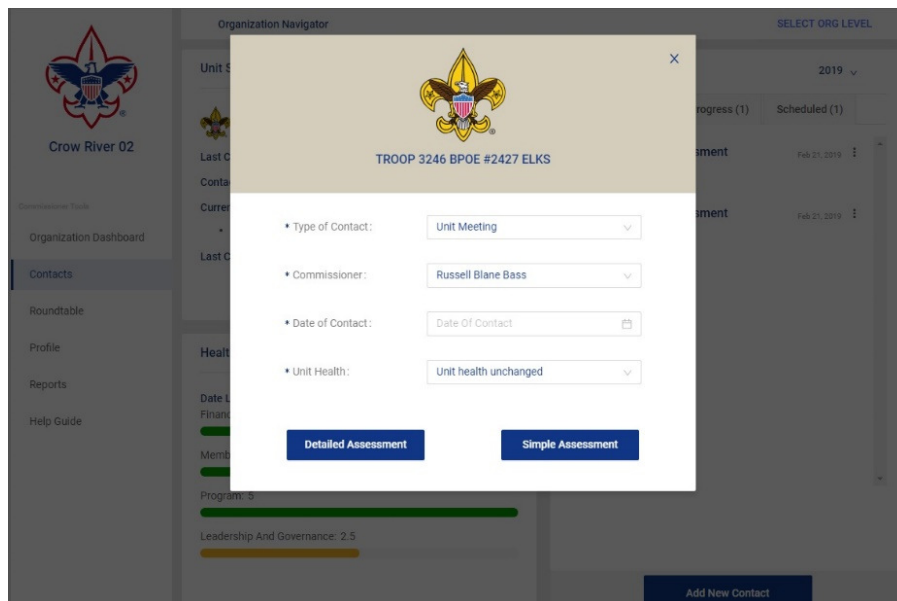 Organization Navigator
SELECT ORG LEVEL
Crow River 02
Commissioner Tools
Organization Dashboard
Contacts
Roundtable
Profile
Reports
Help Guide
Unit S
Last C
Conta
Curren
Last C
Healt
Date L
Financ
Memb
Program: 5
Leadership And Governance: 2.5
TROOP 3246 BPOE #2427 ELKS
* Type of Contact: Unit Meeting
* Commissioner: Russell Blane Bass
* Date of Contact: Date Of Contact
* Unit Health: Unit health unchanged
Detailed Assessment
Simple Assessment
2019
rogress (1)
Scheduled (1)
sment
Feb 21, 2019
sment
Feb 21, 2019
Add New Contact